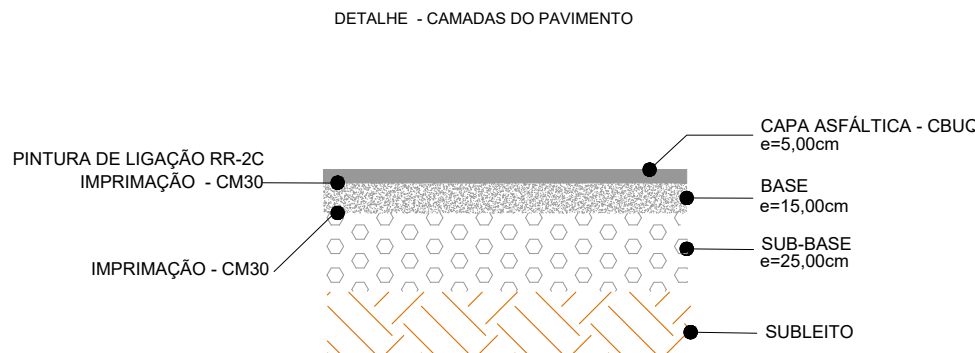 DETALHE - CAMADAS DO PAVIMENTO
CAPA ASFÁLTICA - CBUQ
e=5,00cm
PINTURA DE LIGAÇÃO RR-2C
IMPRIMAÇÃO - CM30
BASE
e=15,00cm
SUB-BASE
e=25,00cm
IMPRIMAÇÃO - CM30
SUBLEITO